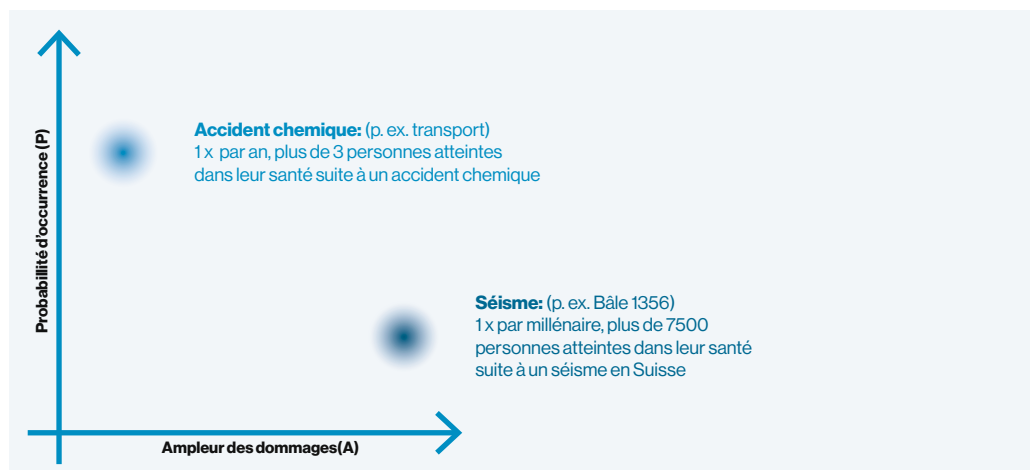 Probabillité d'occurrence (P)
Accident chemique: (p. ex. transport)
1 x par an, plus de 3 personnes atteintes
dans leur santé suite à un accident chemique
Séisme: (p. ex. Bâle 1356)
1 x par millénaire, plus de 7500
personnes atteintes dans leur santé
suite à un séisme en Suisse
Ampleur des dommages(A)